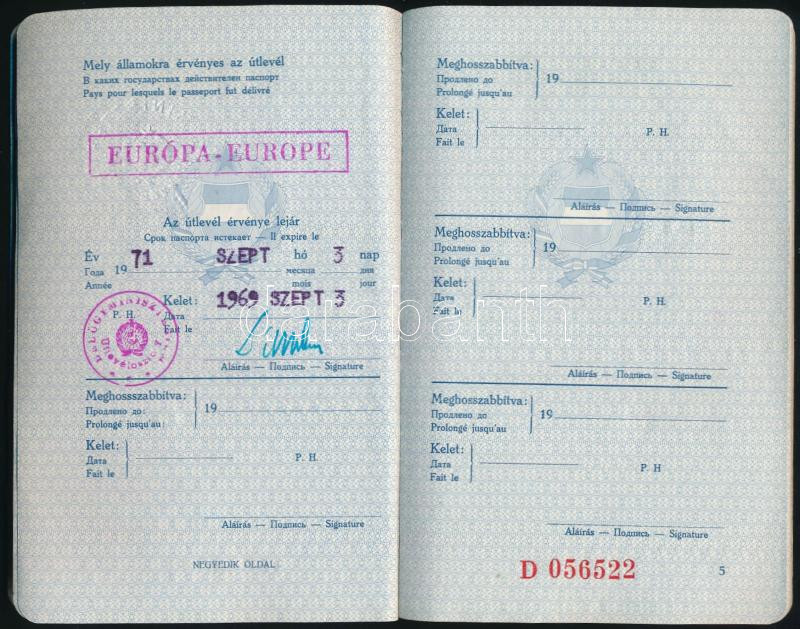 Mely államokra érvényes az útlevél
В каких государствах действителен паспорт
Pays pour lesquels le passeport fut délivré
EURÓPA-EUROPE
Az útlevél érvénye lejár
Срок паспорта истекает — Il expire le
Év 71 SZEPT hó 3 nap
Года 19 месяца дня
Année mois jour
Kelet: 1969 SZEPT 3
P. H. Дата
Fait le
BELÜGYMINISZTÉRIUM
Útlevélosztály
Aláírás — Подпись — Signature
Meghosszabbítva:
Продлено до: 19
Prolongé jusqu'au:
Kelet:
Дата P. H.
Fait le
Aláírás — Подпись — Signature
NEGYEDIK OLDAL
Meghosszabbítva:
Продлено до 19
Prolongé jusqu'au
Kelet:
Дата P. H.
Fait le
Aláírás — Подпись — Signature
Meghosszabbítva:
Продлено до 19
Prolongé jusqu'au
Kelet:
Дата P. H.
Fait le
Aláírás — Подпись — Signature
Meghosszabbítva:
Продлено до 19
Prolongé jusqu'au
Kelet:
Дата P. H
Fait le
Aláírás — Подпись — Signature
D 056522
5
databanth